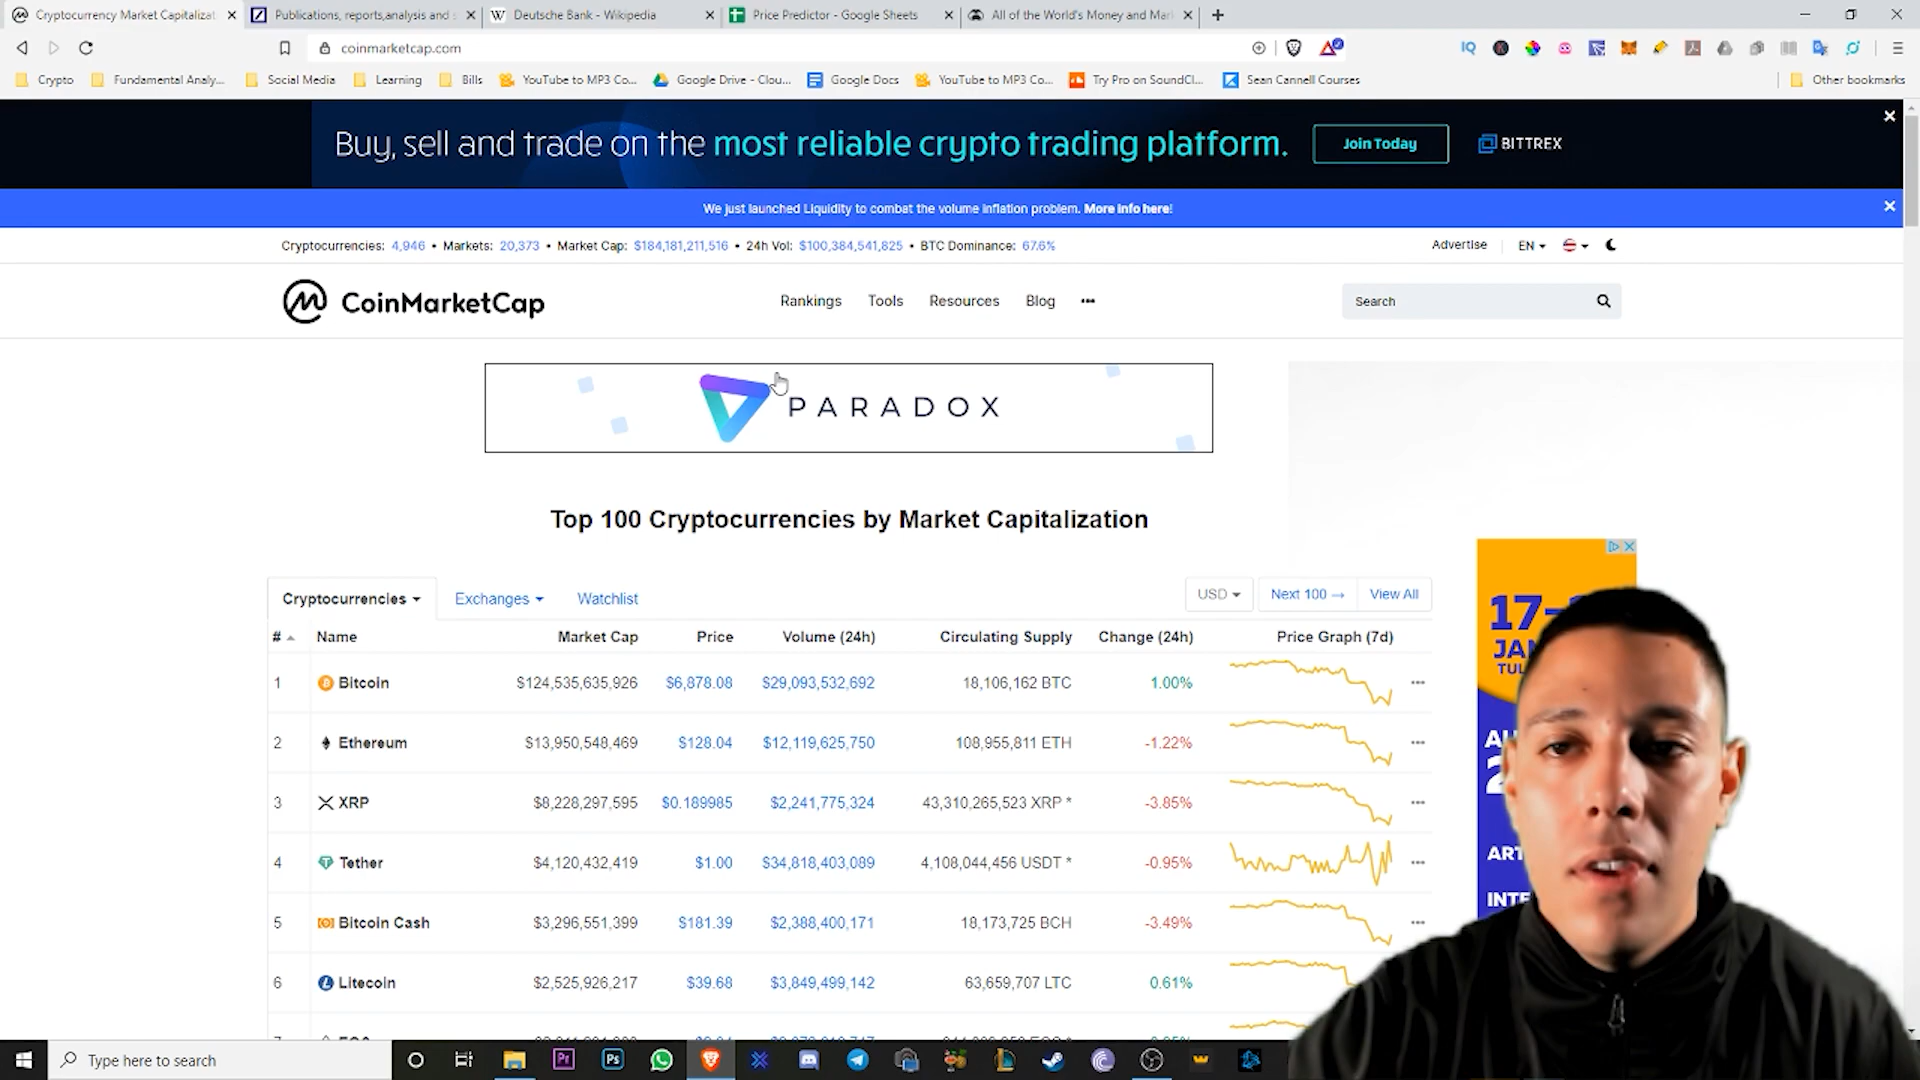 Cryptocurrency Market Capitalizat
Publications, reports,analysis and s
Deutsche Bank - Wikipedia
Price Predictor - Google Sheets
All of the World's Money and Mar
coinmarketcap.com
Crypto
Fundamental Analy...
Social Media
Learning
Bills
YouTube to MP3 Co...
Google Drive - Clou...
Google Docs
YouTube to MP3 Co...
Try Pro on SoundCl...
Sean Cannell Courses
Other bookmarks
Buy, sell and trade on the most reliable crypto trading platform.
Join Today
BITTREX
We just launched Liquidity to combat the volume inflation problem. More info here!
Cryptocurrencies: 4,946 • Markets: 20,373 • Market Cap: $184,181,211,516 • 24h Vol: $100,384,541,825 • BTC Dominance: 67.6%
Advertise
EN
CoinMarketCap
Rankings
Tools
Resources
Blog
Search
PARADOX
Top 100 Cryptocurrencies by Market Capitalization
Cryptocurrencies
Exchanges
Watchlist
USD
Next 100 →
View All
# Name Market Cap Price Volume (24h) Circulating Supply Change (24h) Price Graph (7d)
1 Bitcoin $124,535,635,926 $6,878.08 $29,093,532,692 18,106,162 BTC 1.00%
2 Ethereum $13,950,548,469 $128.04 $12,119,625,750 108,955,811 ETH -1.22%
3 XRP $8,228,297,595 $0.189985 $2,241,775,324 43,310,265,523 XRP * -3.85%
4 Tether $4,120,432,419 $1.00 $34,818,403,089 4,108,044,456 USDT * -0.95%
5 Bitcoin Cash $3,296,551,399 $181.39 $2,388,400,171 18,173,725 BCH -3.49%
6 Litecoin $2,525,926,217 $39.68 $3,849,499,142 63,659,707 LTC 0.61%
17-
JAN
TUL
AU
2
ART
INTE
Type here to search